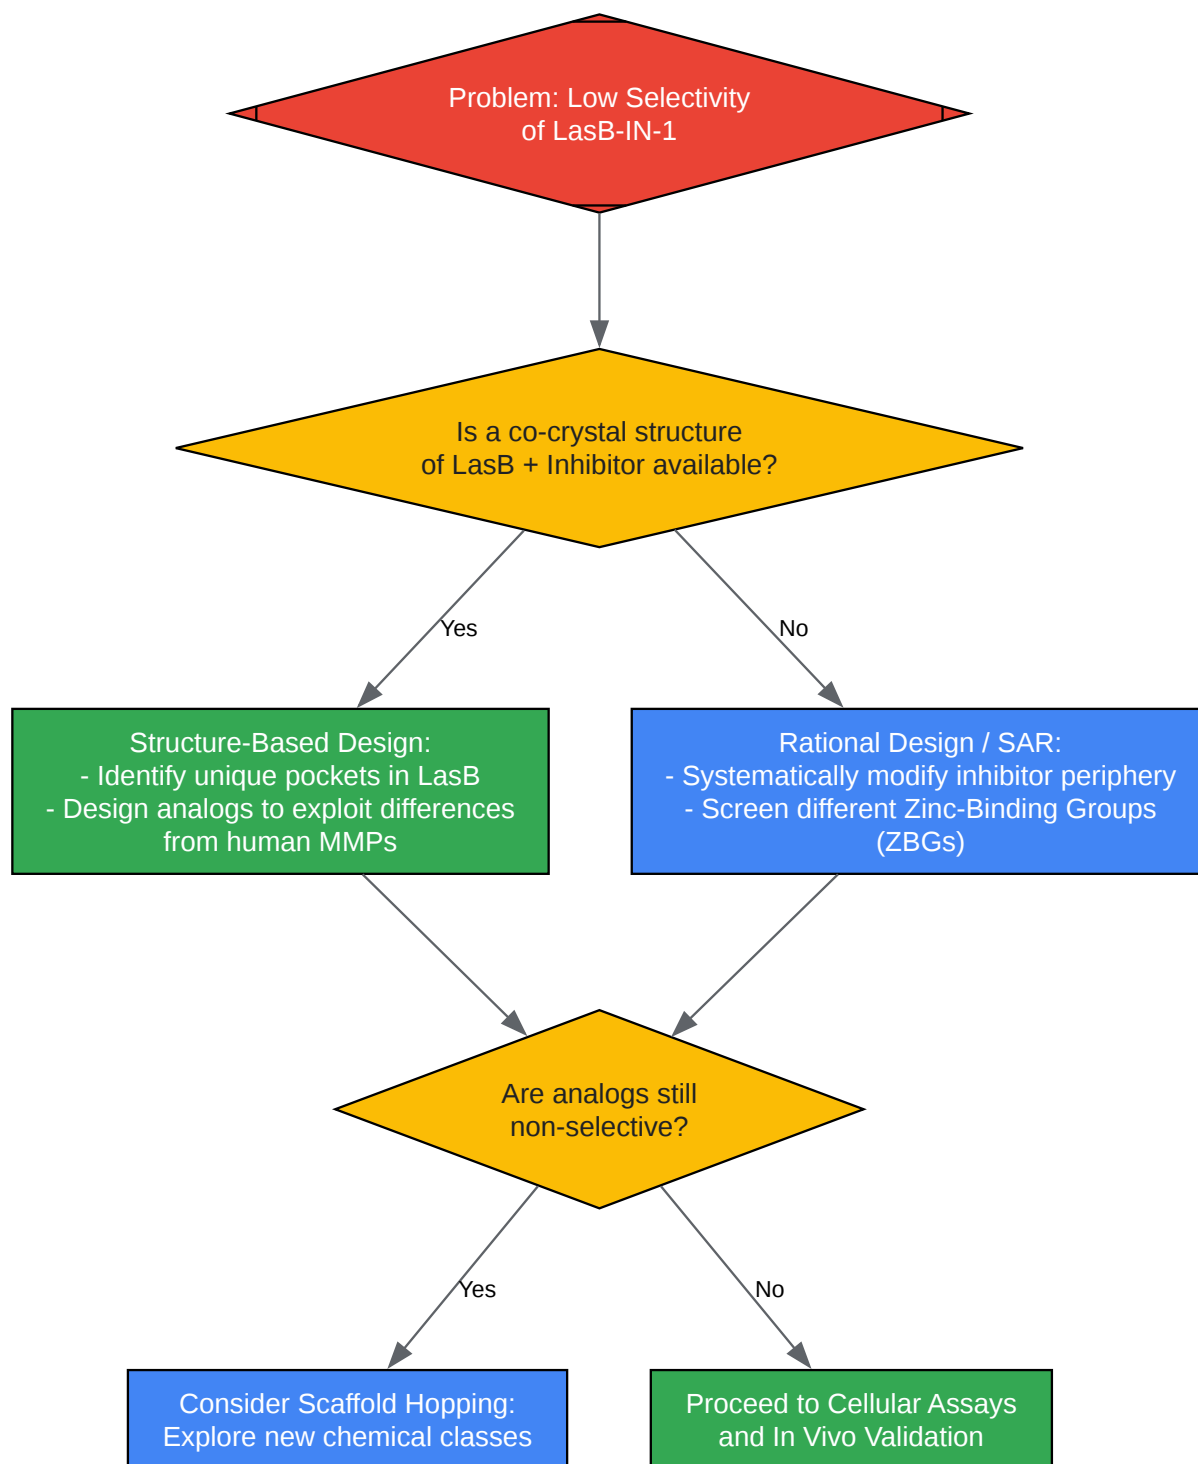 Problem: Low Selectivity
of LasB-IN-1
Is a co-crystal structure
of LasB + Inhibitor available?
Yes
No
Structure-Based Design:
- Identify unique pockets in LasB
- Design analogs to exploit differences
from human MMPs
Rational Design / SAR:
- Systematically modify inhibitor periphery
- Screen different Zinc-Binding Groups
(ZBGs)
Are analogs still
non-selective?
Yes
No
Consider Scaffold Hopping:
Explore new chemical classes
Proceed to Cellular Assays
and In Vivo Validation